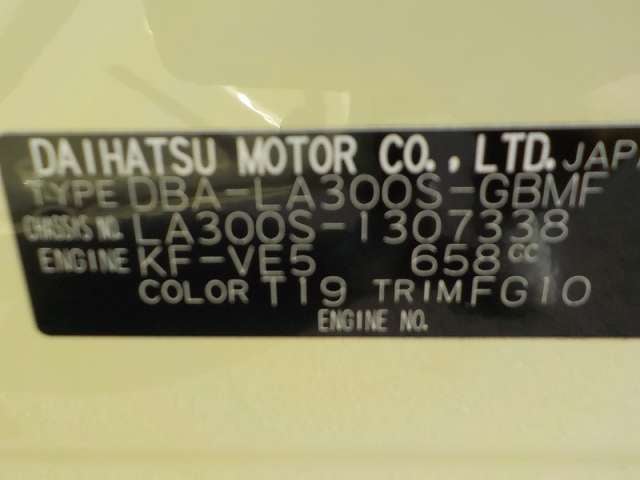 DAIHATSU MOTOR CO., LTD. JAPA
TYPE DBA-LA300S-GBMF
CHASSIS NO. LA300S-1307338
ENGINE KF-VE5 658cc
COLOR T19 TRIM FG10
ENGINE NO.